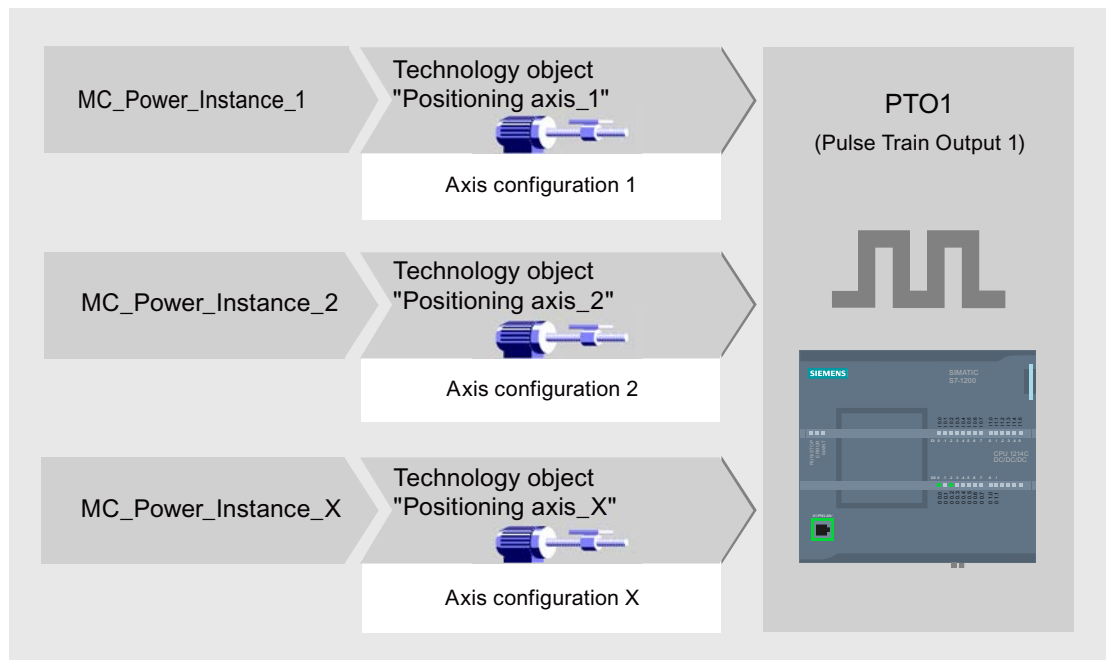 MC_Power_Instance_1
Technology object
"Positioning axis_1"
Axis configuration 1
MC_Power_Instance_2
Technology object
"Positioning axis_2"
Axis configuration 2
MC_Power_Instance_X
Technology object
"Positioning axis_X"
Axis configuration X
PTO1
(Pulse Train Output 1)
SIEMENS
SIMATIC
S7-1200
CPU 1214C
DC/DC/DC